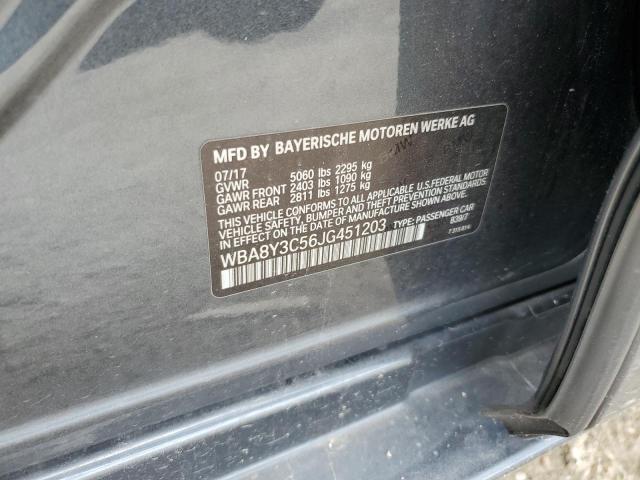 MFD BY BAYERISCHE MOTOREN WERKE AG
07/17
GVWR 5060 lbs 2295 kg
GAWR FRONT 2403 lbs 1090 kg
GAWR REAR 2811 lbs 1275 kg
THIS VEHICLE CONFORMS TO ALL APPLICABLE U.S. FEDERAL MOTOR
VEHICLE SAFETY, BUMPER AND THEFT PREVENTION STANDARDS.
IN EFFECT ON THE DATE OF MANUFACTURE SHOWN ABOVE.
WBA8Y3C56JG451203 TYPE: PASSENGER CAR